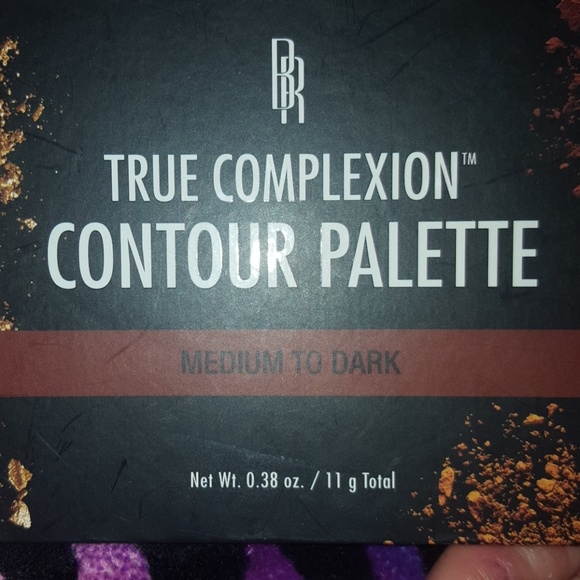 BR
TRUE COMPLEXION™
CONTOUR PALETTE
MEDIUM TO DARK
Net Wt. 0.38 oz. / 11 g Total